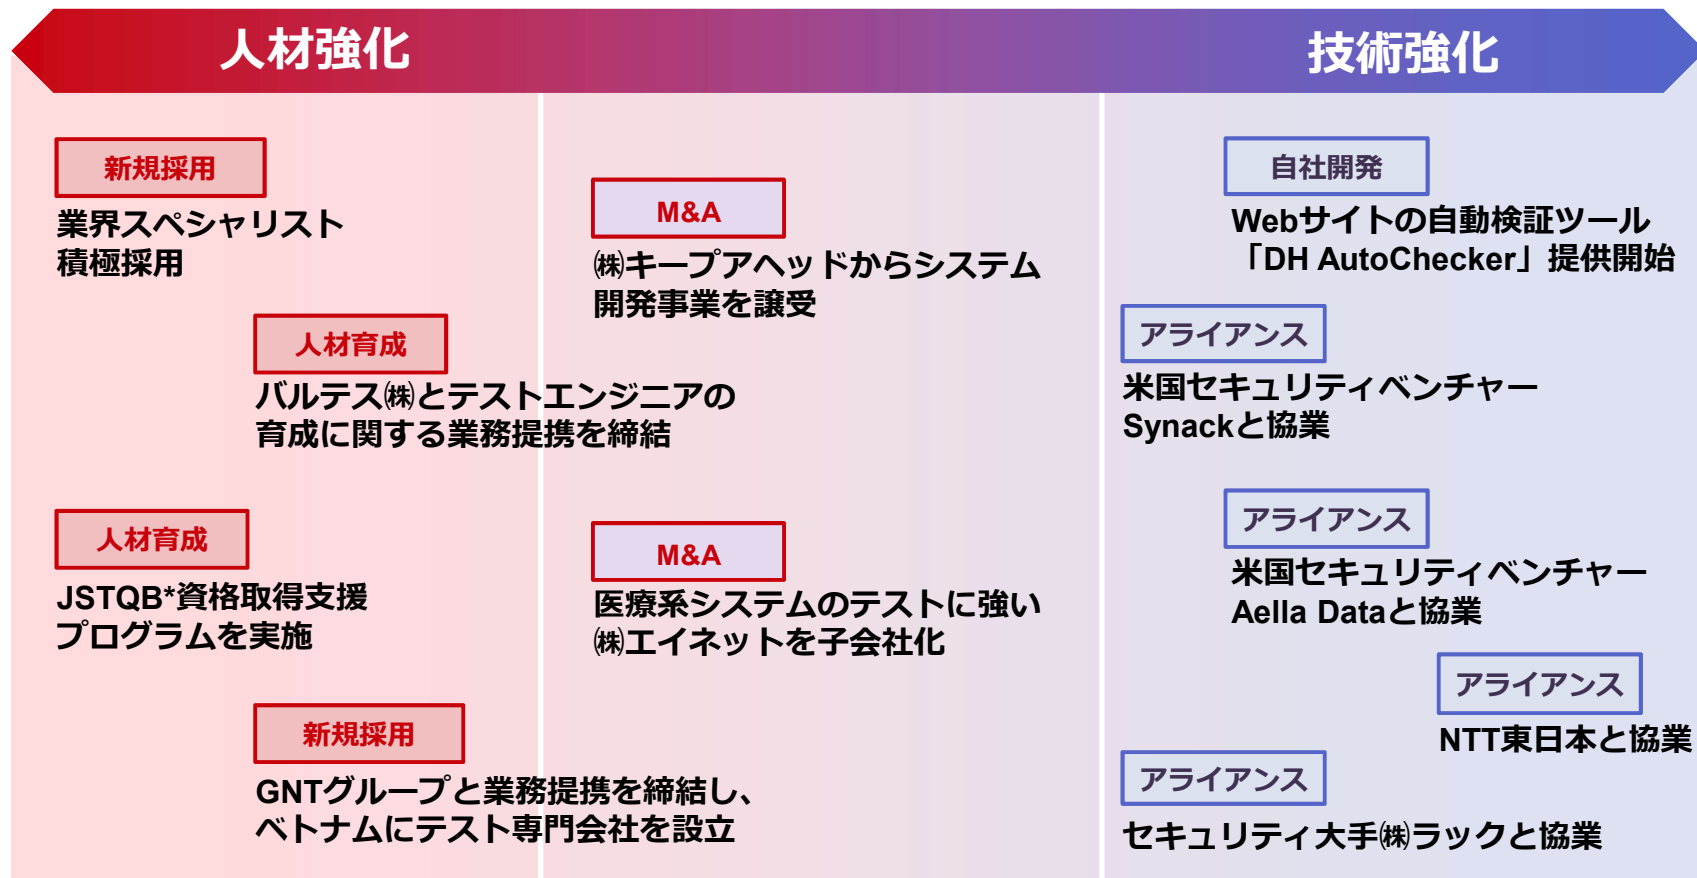 人材強化
技術強化
新規採用
業界スペシャリスト
積極採用
人材育成
バルテス㈱とテストエンジニアの
育成に関する業務提携を締結
人材育成
JSTQB*資格取得支援
プログラムを実施
新規採用
GNTグループと業務提携を締結し、
ベトナムにテスト専門会社を設立
M&A
㈱キープアヘッドからシステム
開発事業を譲受
M&A
医療系システムのテストに強い
㈱エイネットを子会社化
自社開発
Webサイトの自動検証ツール
「DH AutoChecker」提供開始
アライアンス
米国セキュリティベンチャー
Synackと協業
アライアンス
米国セキュリティベンチャー
Aella Dataと協業
アライアンス
NTT東日本と協業
アライアンス
セキュリティ大手㈱ラックと協業